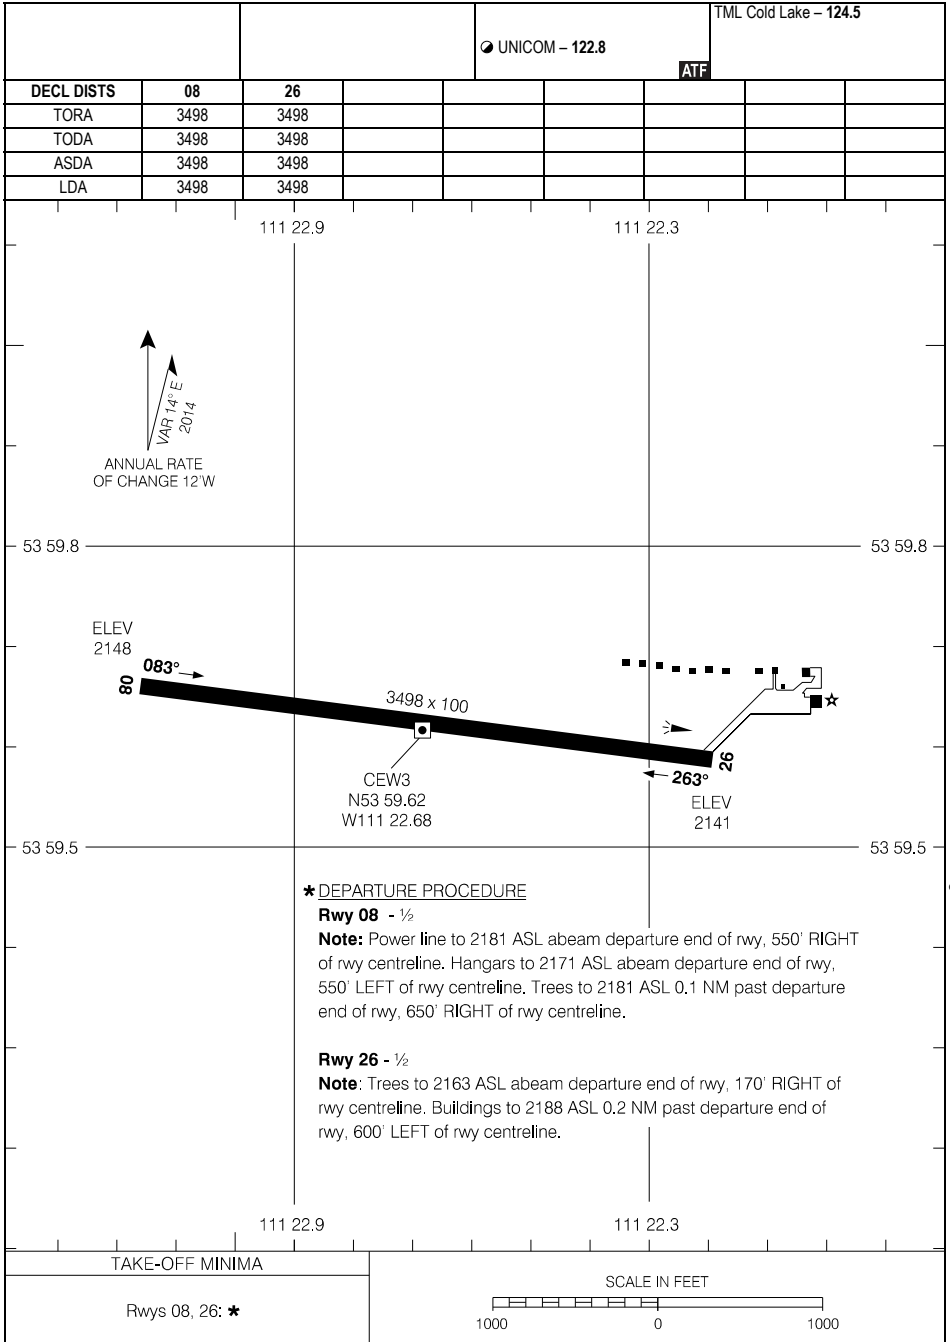 TML Cold Lake – 124.5
UNICOM – 122.8
ATF
DECL DISTS 08 26
TORA 3498 3498
TODA 3498 3498
ASDA 3498 3498
LDA 3498 3498
111 22.9 111 22.3
VAR 14° E
2014
ANNUAL RATE
OF CHANGE 12'W
53 59.8 53 59.8
ELEV
2148
083°
08
3498 x 100
CEW3
N53 59.62
W111 22.68
26
263°
ELEV
2141
53 59.5 53 59.5
* DEPARTURE PROCEDURE
Rwy 08 - ½
Note: Power line to 2181 ASL abeam departure end of rwy, 550' RIGHT
of rwy centreline. Hangars to 2171 ASL abeam departure end of rwy,
550' LEFT of rwy centreline. Trees to 2181 ASL 0.1 NM past departure
end of rwy, 650' RIGHT of rwy centreline.
Rwy 26 - ½
Note: Trees to 2163 ASL abeam departure end of rwy, 170' RIGHT of
rwy centreline. Buildings to 2188 ASL 0.2 NM past departure end of
rwy, 600' LEFT of rwy centreline.
111 22.9 111 22.3
TAKE-OFF MINIMA
Rwys 08, 26: *
SCALE IN FEET
1000 0 1000